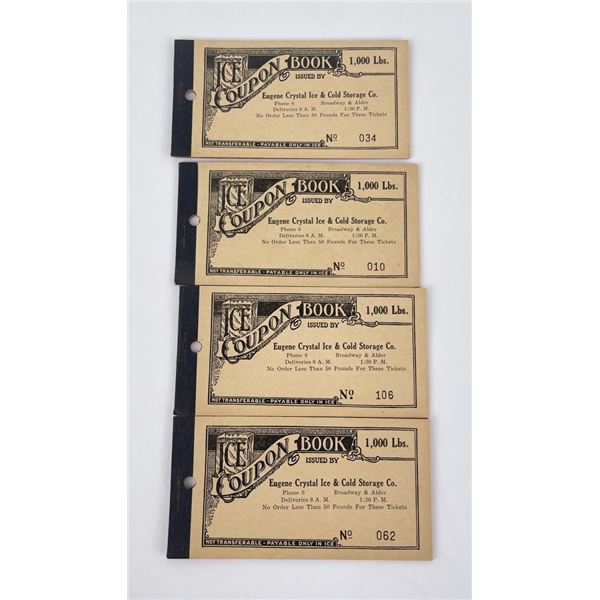 ICE COUPON BOOK 1,000 Lbs.
ISSUED BY
Eugene Crystal Ice & Cold Storage Co.
Phone 6 Broadway & Alder
Deliveries 8 A. M. 1:30 P. M.
No Order Less Than 50 Pounds For These Tickets
No 034
NOT TRANSFERABLE - PAYABLE ONLY IN ICE
ICE COUPON BOOK 1,000 Lbs.
ISSUED BY
Eugene Crystal Ice & Cold Storage Co.
Phone 6 Broadway & Alder
Deliveries 8 A. M. 1:30 P. M.
No Order Less Than 50 Pounds For These Tickets
No 010
NOT TRANSFERABLE - PAYABLE ONLY IN ICE
ICE COUPON BOOK 1,000 Lbs.
ISSUED BY
Eugene Crystal Ice & Cold Storage Co.
Phone 6 Broadway & Alder
Deliveries 8 A. M. 1:30 P. M.
No Order Less Than 50 Pounds For These Tickets
No. 106
NOT TRANSFERABLE - PAYABLE ONLY IN ICE
ICE COUPON BOOK 1,000 Lbs.
ISSUED BY
Eugene Crystal Ice & Cold Storage Co.
Phone 6 Broadway & Alder
Deliveries 8 A. M. 1:30 P. M.
No Order Less Than 50 Pounds For These Tickets
No 062
NOT TRANSFERABLE - PAYABLE ONLY IN ICE